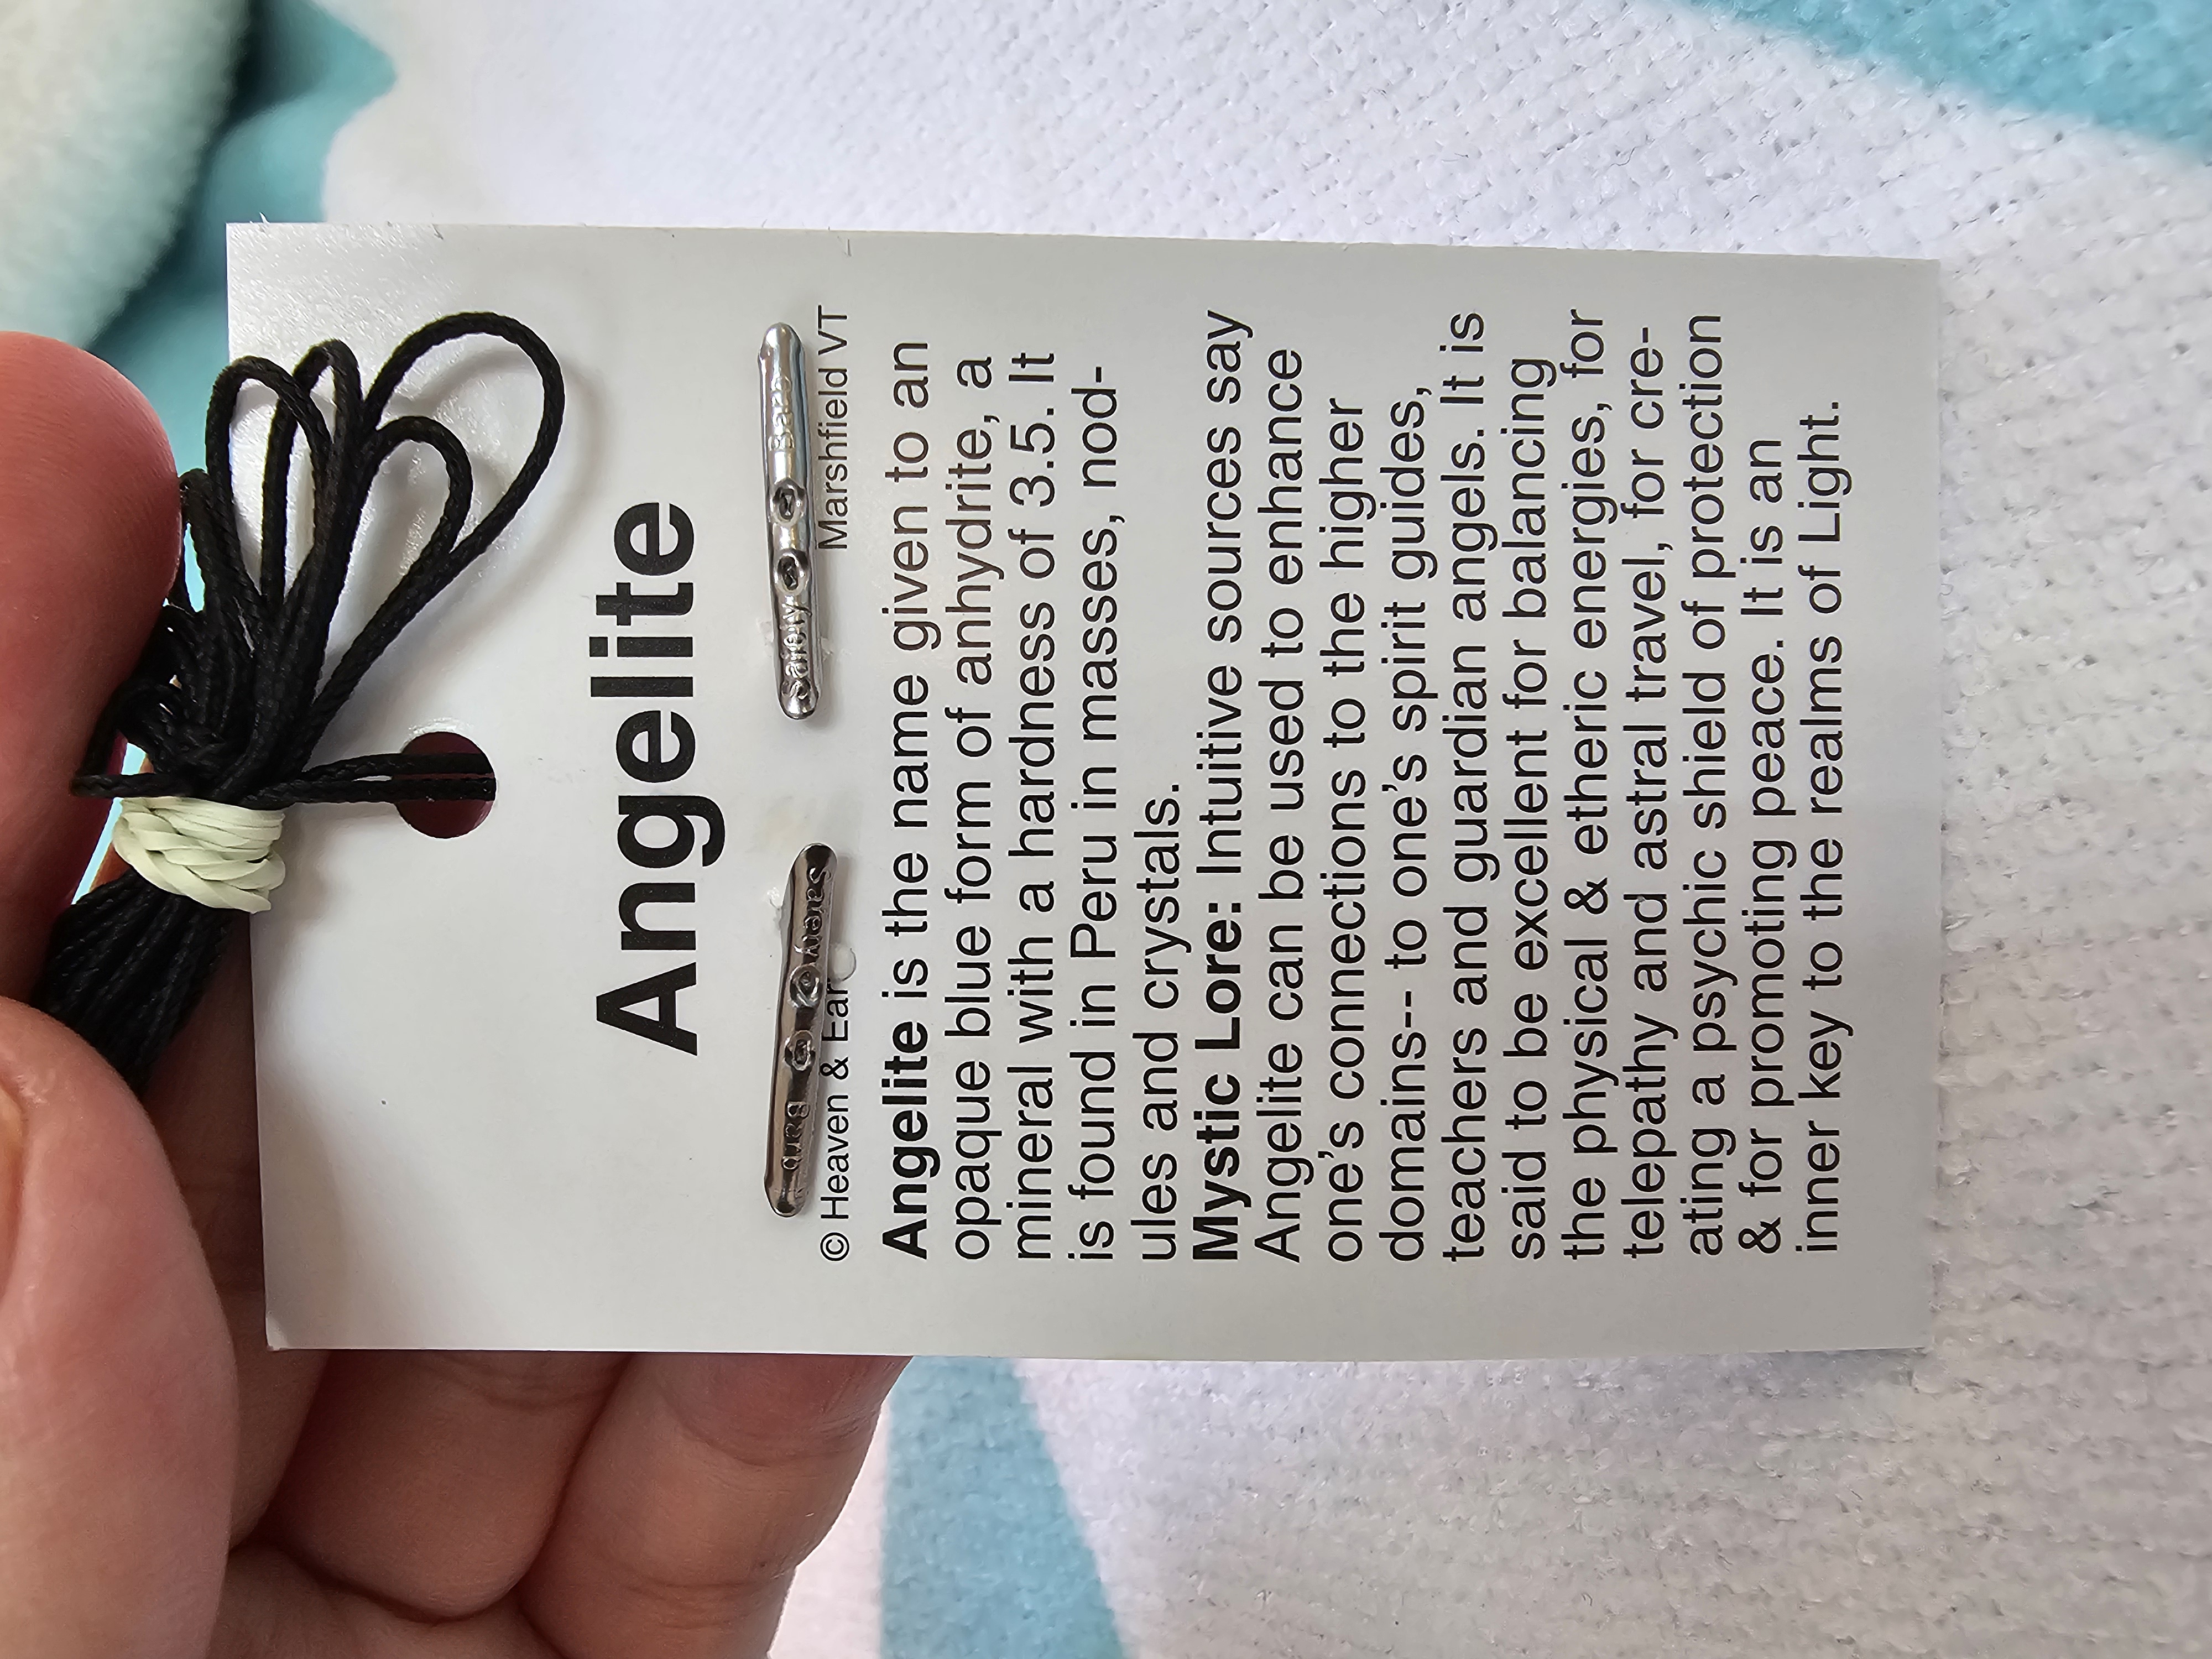 Angelite
Safety Banb
© Heaven & Ear Marshfield VT
Angelite is the name given to an
opaque blue form of anhydrite, a
mineral with a hardness of 3.5. It
is found in Peru in masses, nod-
ules and crystals.
Mystic Lore: Intuitive sources say
Angelite can be used to enhance
one's connections to the higher
domains-- to one's spirit guides,
teachers and guardian angels. It is
said to be excellent for balancing
the physical & etheric energies, for
telepathy and astral travel, for cre-
ating a psychic shield of protection
& for promoting peace. It is an
inner key to the realms of Light.